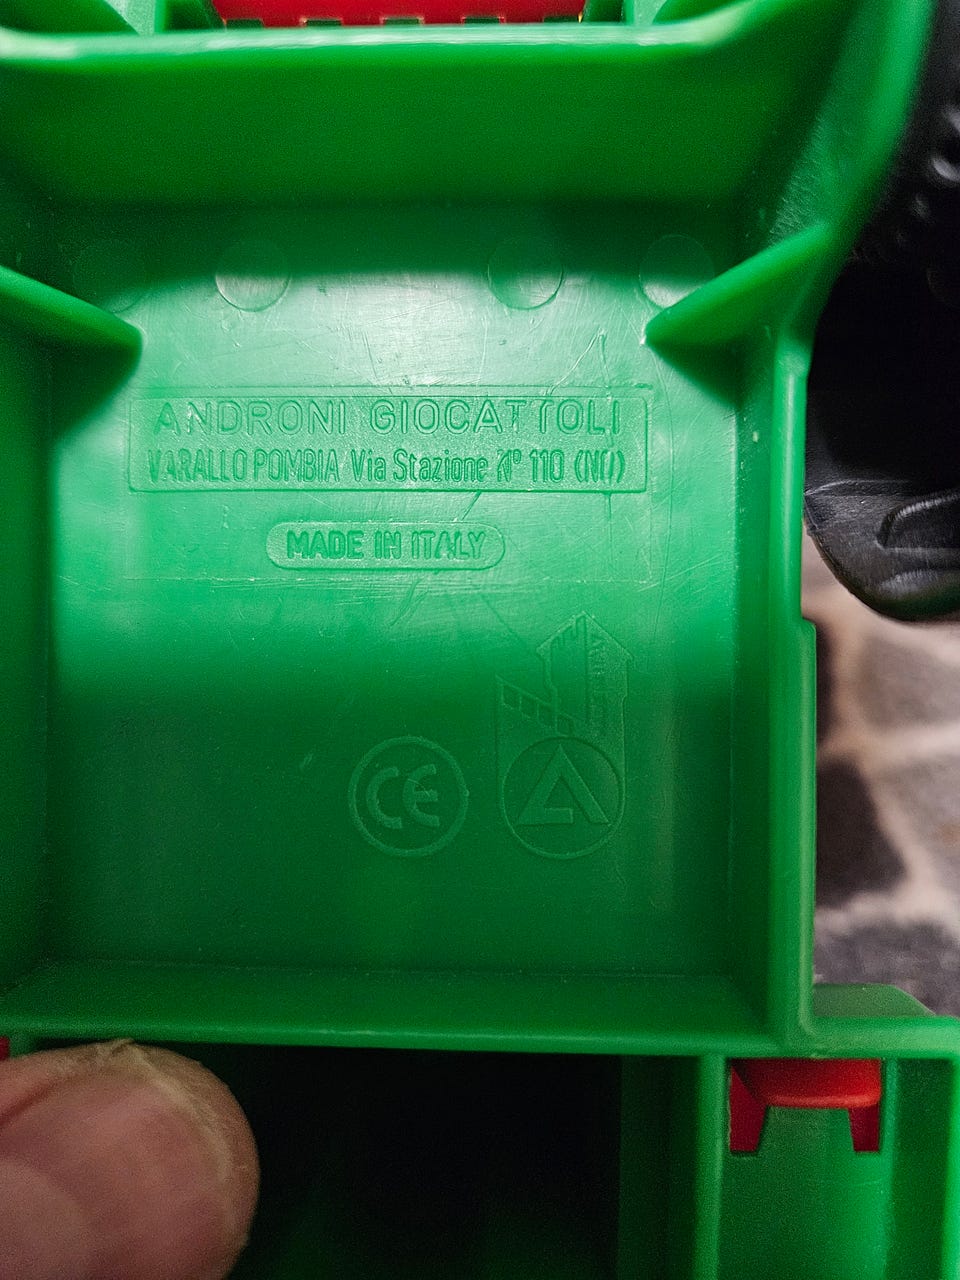 ANDRONI GIOCATTOLI
VARALLO POMBIA Via Stazione N° 110 (NO)
MADE IN ITALY
CE